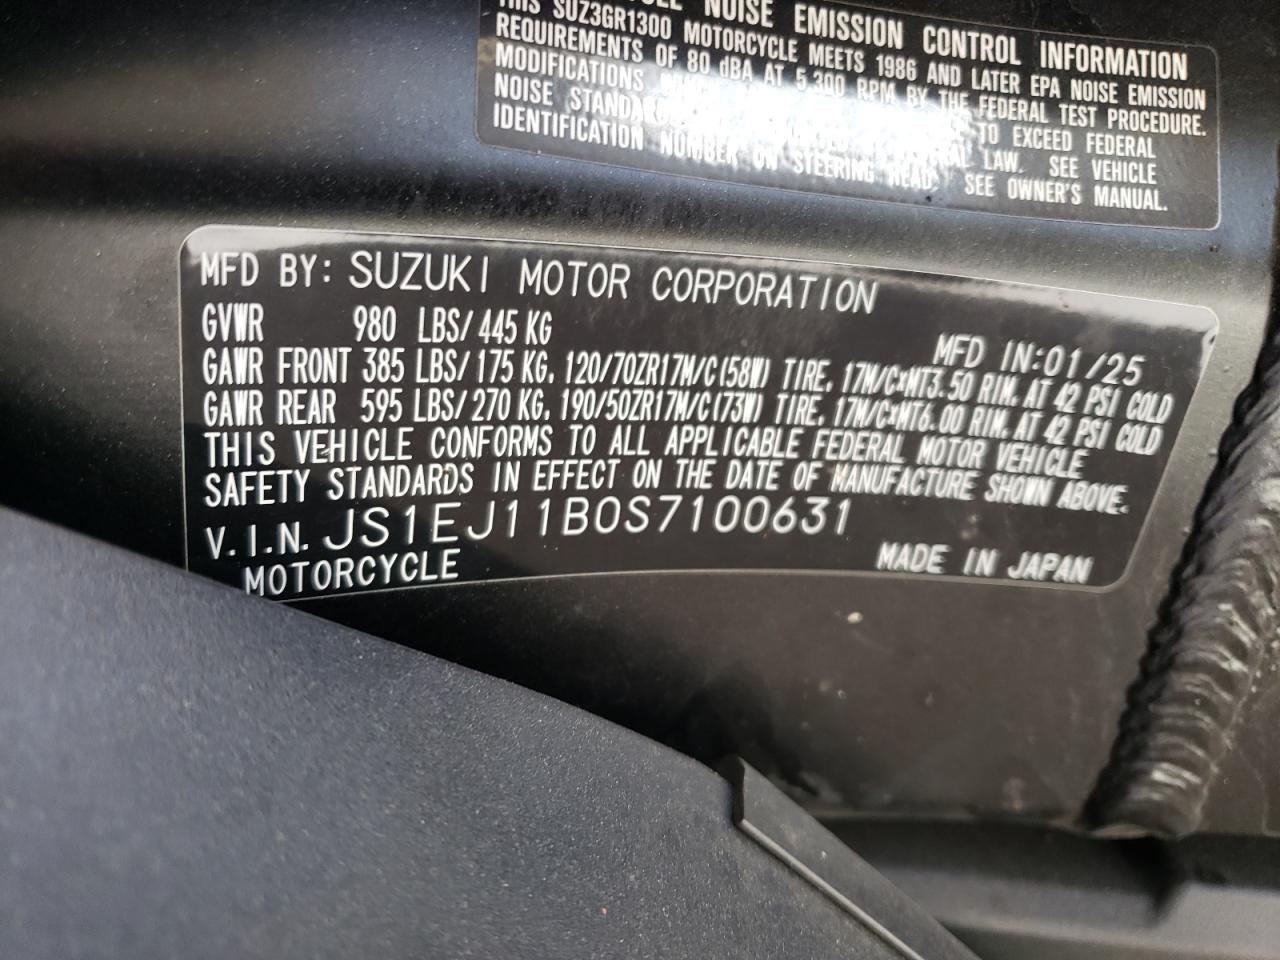 NOISE EMISSION CONTROL INFORMATION
THIS SUZ3GR1300 MOTORCYCLE MEETS 1986 AND LATER EPA NOISE EMISSION
REQUIREMENTS OF 80 dBA AT 5,300 RPM BY THE FEDERAL TEST PROCEDURE.
MODIFICATIONS TO EXCEED FEDERAL
NOISE LAW. SEE VEHICLE
IDENTIFICATION NUMBER ON STEERING HEAD. SEE OWNER'S MANUAL.
MFD BY: SUZUKI MOTOR CORPORATION
GVWR 980 LBS/445 KG MFD IN:01/25
GAWR FRONT 385 LBS/175 KG, 120/70ZR17M/C(58W) TIRE, 17M/C×MT3.50 RIM, AT 42 PSI COLD
GAWR REAR 595 LBS/270 KG, 190/50ZR17M/C(73W) TIRE, 17M/C×MT6.00 RIM, AT 42 PSI COLD
THIS VEHICLE CONFORMS TO ALL APPLICABLE FEDERAL MOTOR VEHICLE
SAFETY STANDARDS IN EFFECT ON THE DATE OF MANUFACTURE SHOWN ABOVE.
V.I.N. JS1EJ11B0S7100631
MOTORCYCLE MADE IN JAPAN